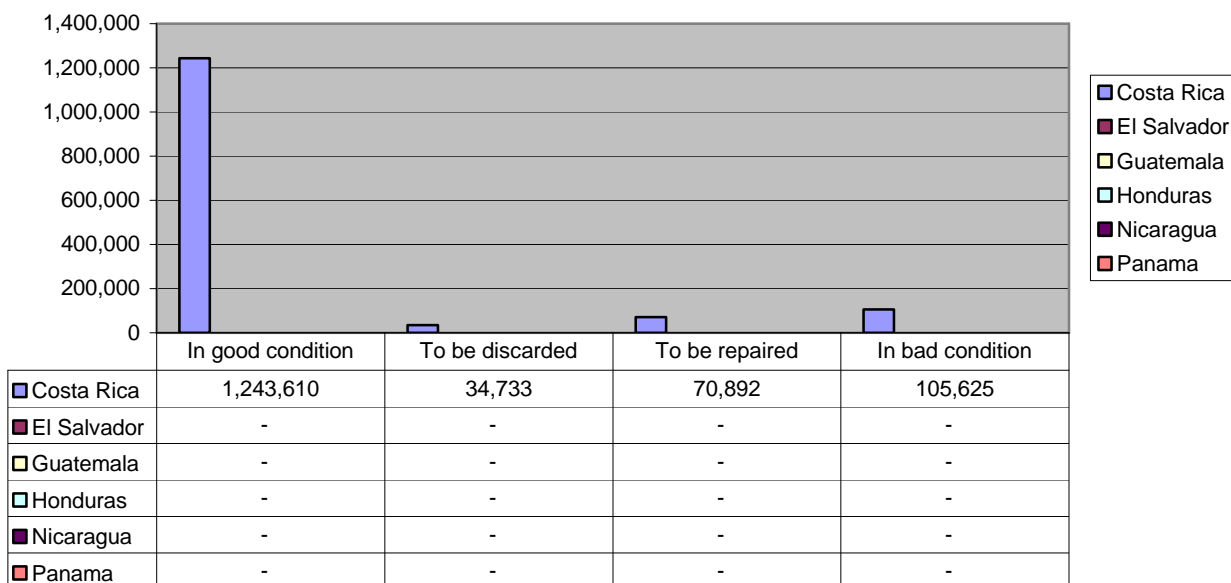 1,400,000
1,200,000
1,000,000
800,000
600,000
400,000
200,000
0
Costa Rica
El Salvador
Guatemala
Honduras
Nicaragua
Panama
In good condition To be discarded To be repaired In bad condition
Costa Rica 1,243,610 34,733 70,892 105,625
El Salvador - - - -
Guatemala - - - -
Honduras - - - -
Nicaragua - - - -
Panama - - - -